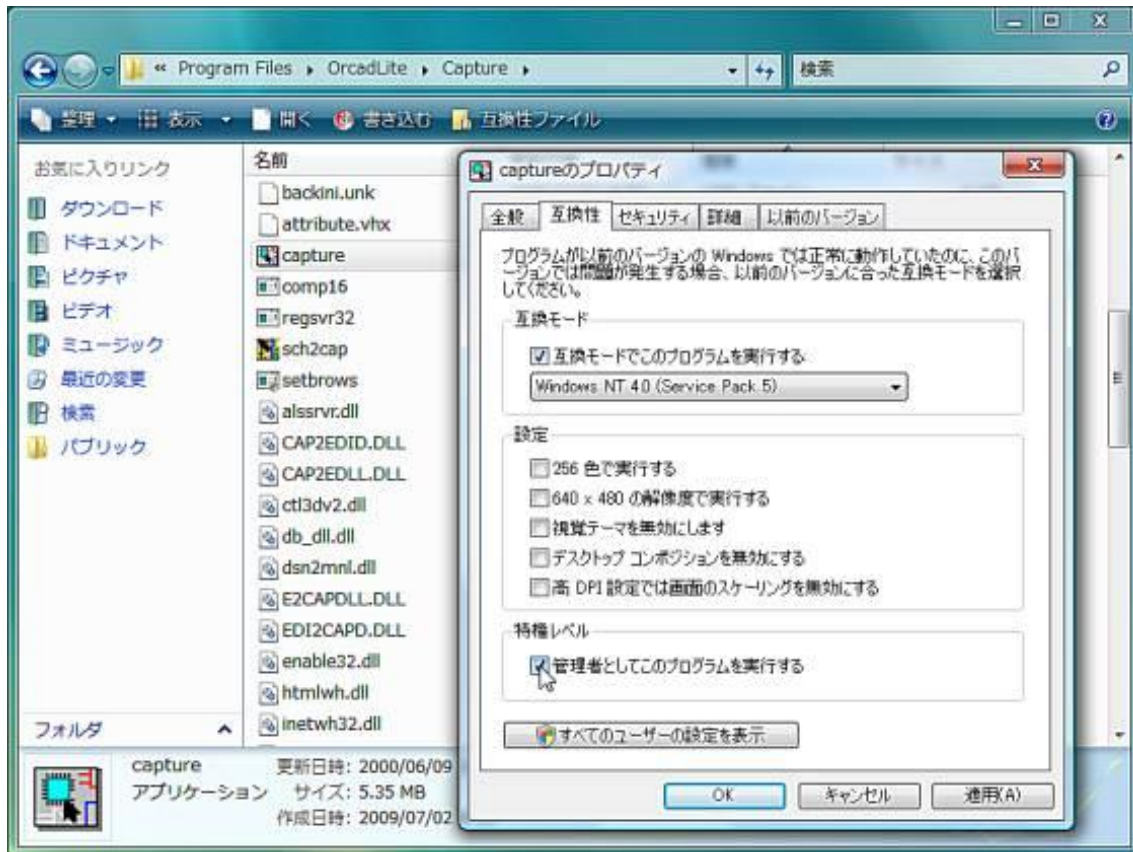 « Program Files › OrcadLite › Capture ›
検索
整理 表示 開く 書き込む 互換性ファイル
お気に入りリンク
ダウンロード
ドキュメント
ピクチャ
ビデオ
ミュージック
最近の変更
検索
パブリック
フォルダ
名前
backini.unk
attribute.vhx
capture
comp16
regsvr32
sch2cap
setbrows
alssrvr.dll
CAP2EDID.DLL
CAP2EDLL.DLL
ctl3dv2.dll
db_dll.dll
dsn2mnl.dll
E2CAPDLL.DLL
EDI2CAPD.DLL
enable32.dll
htmlwh.dll
inetwh32.dll
captureのプロパティ
全般 互換性 セキュリティ 詳細 以前のバージョン
プログラムが以前のバージョンの Windows では正常に動作していたのに、このバ
ージョンでは問題が発生する場合、以前のバージョンに合った互換モードを選択
してください。
互換モード
互換モードでこのプログラムを実行する
Windows NT 4.0 (Service Pack 5)
設定
256 色で実行する
640 x 480 の解像度で実行する
視覚テーマを無効にします
デスクトップ コンポジションを無効にする
高 DPI 設定では画面のスケーリングを無効にする
特権レベル
管理者としてこのプログラムを実行する
すべてのユーザーの設定を表示
OK キャンセル 適用(A)
capture 更新日時: 2000/06/09
アプリケーション サイズ: 5.35 MB
作成日時: 2009/07/02